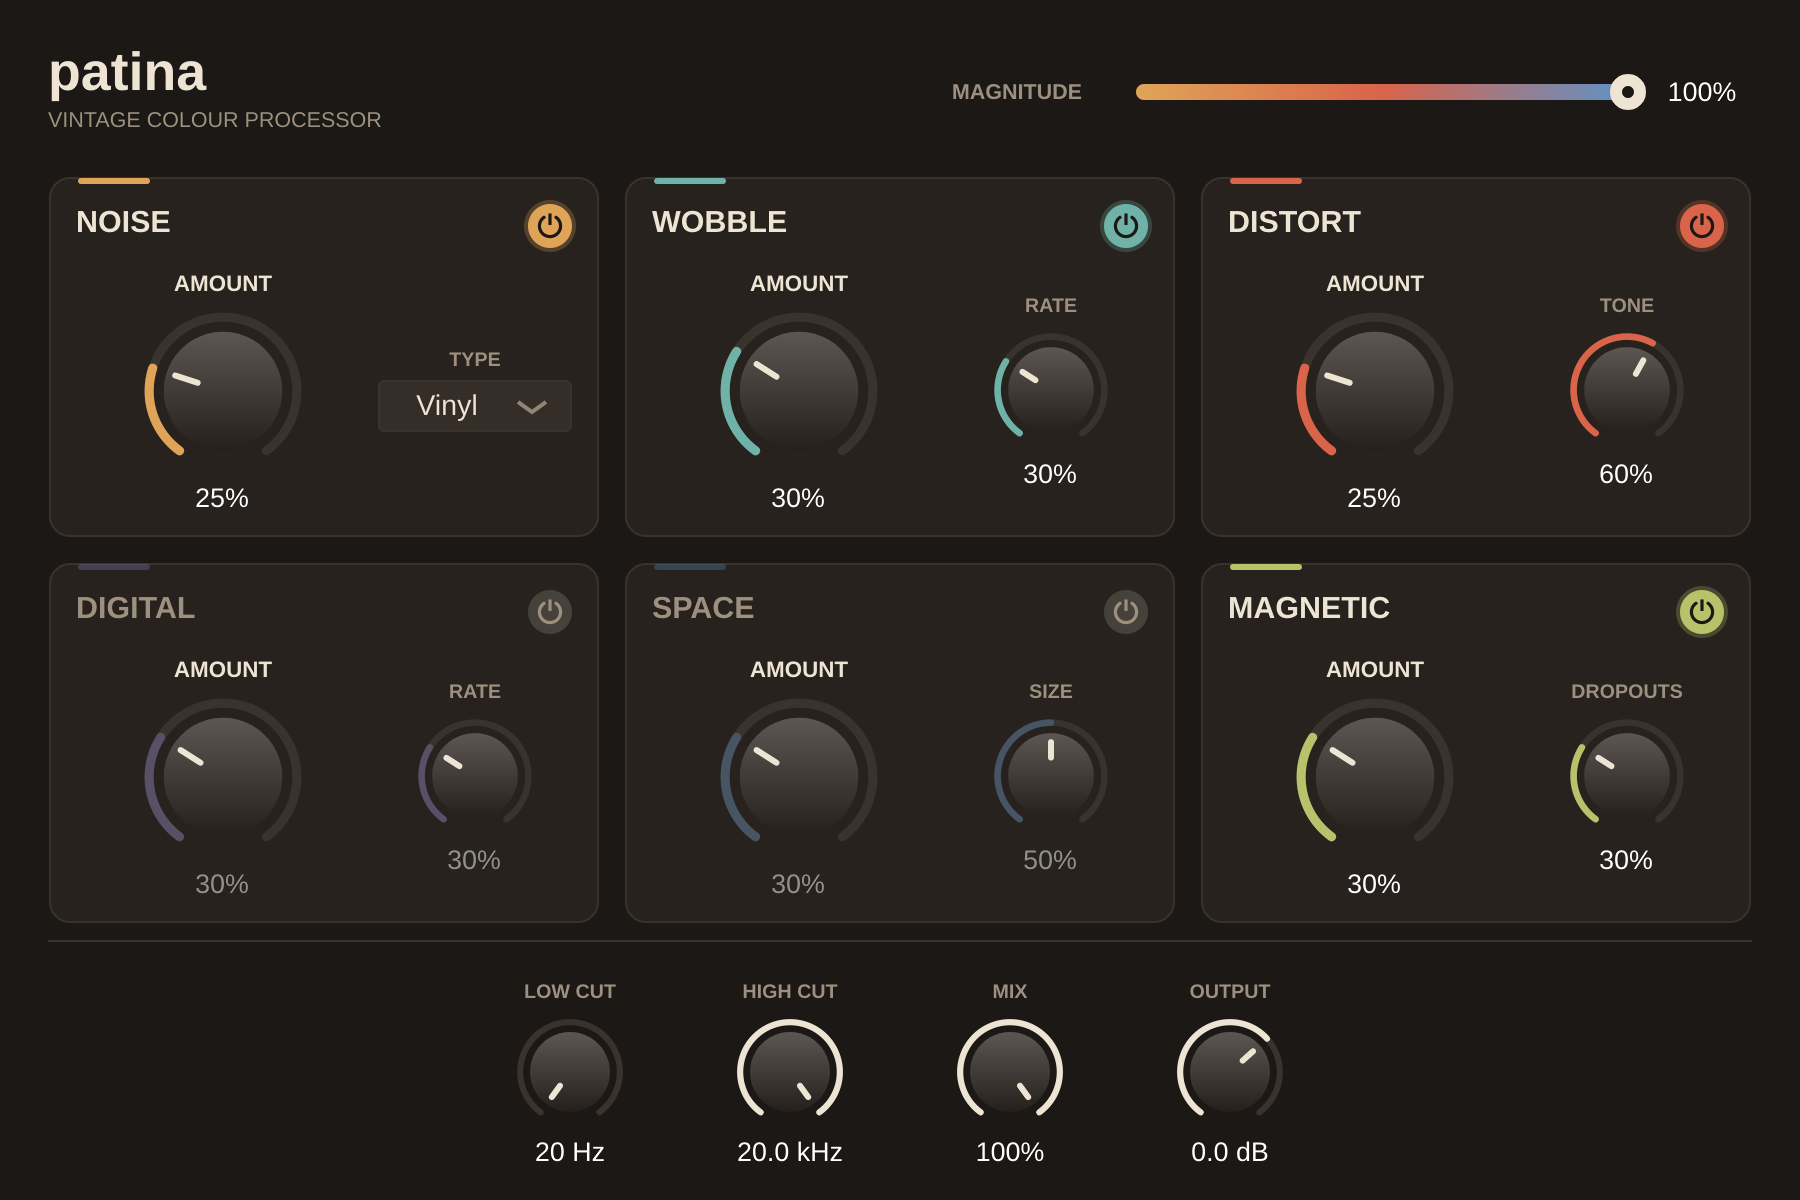 patina
VINTAGE COLOUR PROCESSOR
MAGNITUDE
100%
NOISE
AMOUNT
25%
TYPE
Vinyl
WOBBLE
AMOUNT
30%
RATE
30%
DISTORT
AMOUNT
25%
TONE
60%
DIGITAL
AMOUNT
30%
RATE
30%
SPACE
AMOUNT
30%
SIZE
50%
MAGNETIC
AMOUNT
30%
DROPOUTS
30%
LOW CUT
20 Hz
HIGH CUT
20.0 kHz
MIX
100%
OUTPUT
0.0 dB